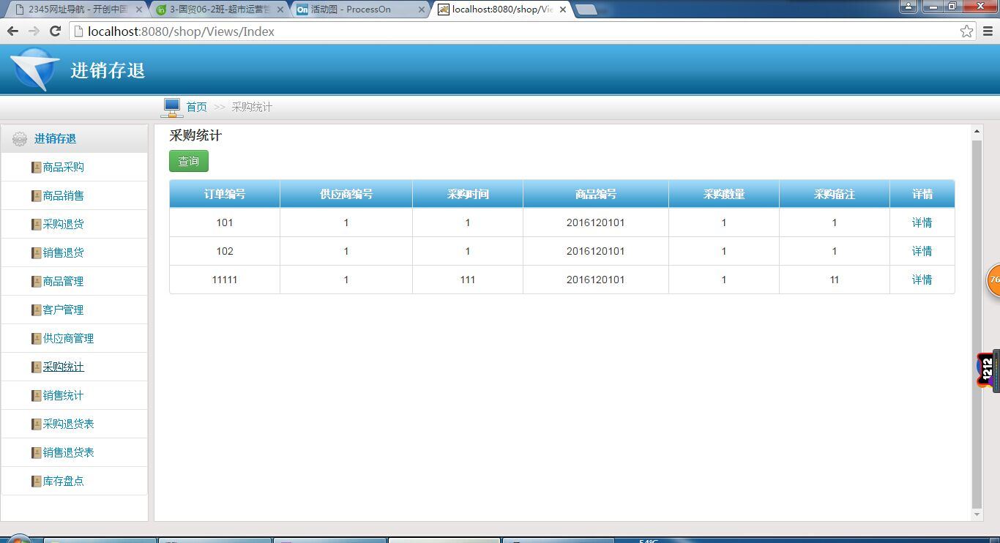 2345网址导航 - 开创中国
3-国贸06-2班-超市运营管
On 活动图 - ProcessOn
localhost:8080/shop/Vie
localhost:8080/shop/Views/Index
进销存退
首页 >> 采购统计
进销存退
商品采购
商品销售
采购退货
销售退货
商品管理
客户管理
供应商管理
采购统计
销售统计
采购退货表
销售退货表
库存盘点
采购统计
查询
订单编号 供应商编号 采购时间 商品编号 采购数量 采购备注 详情
101 1 1 2016120101 1 1 详情
102 1 1 2016120101 1 1 详情
11111 1 111 2016120101 1 11 详情
76
1212
54℃